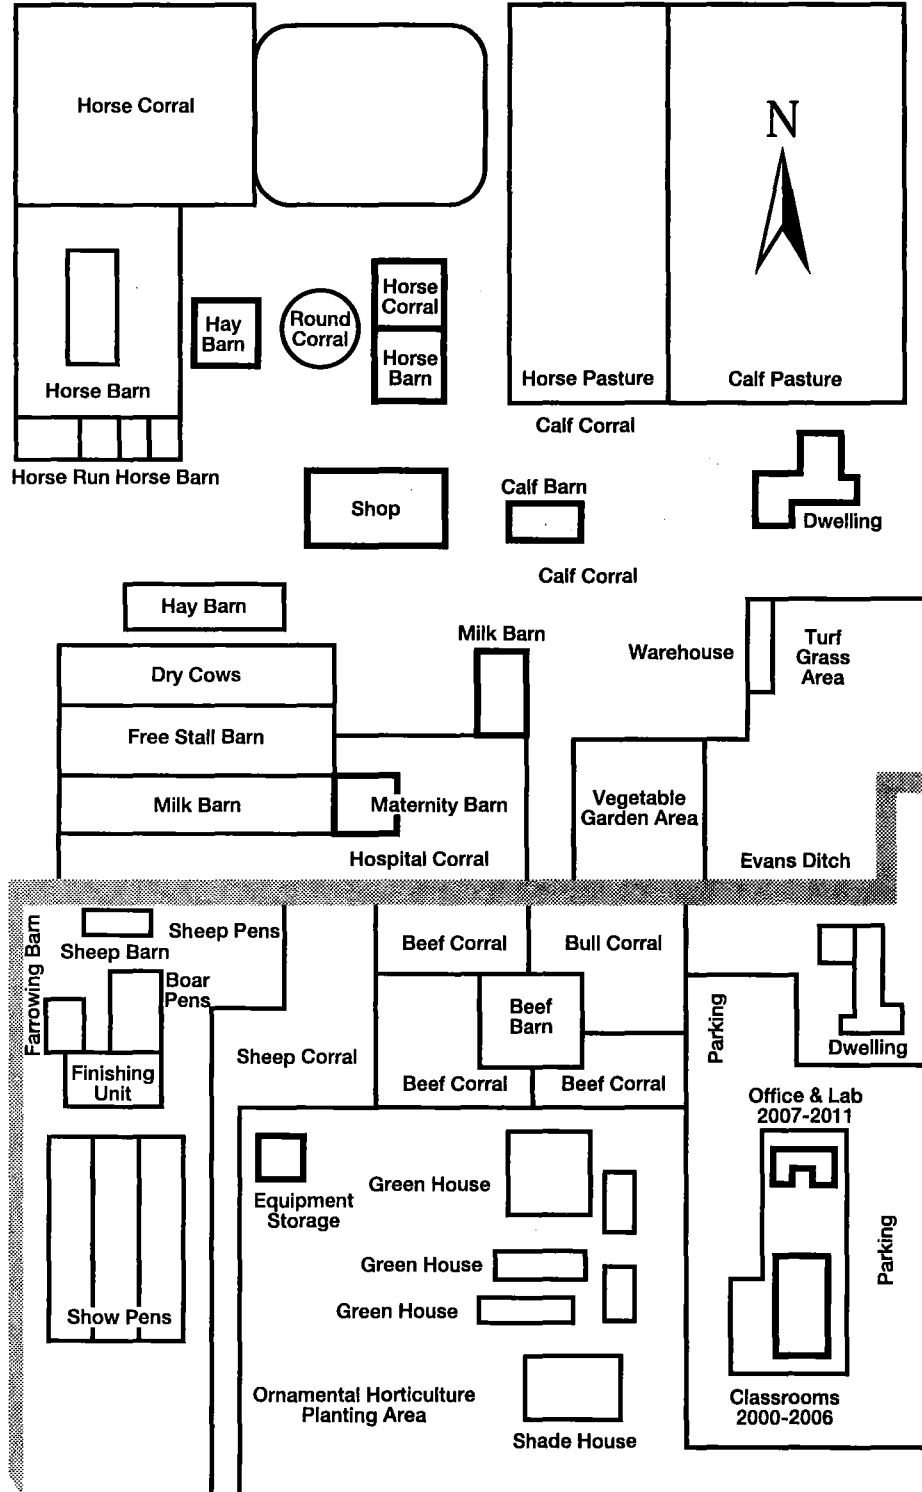 Horse Corral
N
Hay
Barn
Round
Corral
Horse
Corral
Horse
Barn
Horse Barn
Horse Pasture
Calf Pasture
Calf Corral
Horse Run Horse Barn
Shop
Calf Barn
Dwelling
Calf Corral
Hay Barn
Milk Barn
Warehouse
Turf
Grass
Area
Dry Cows
Free Stall Barn
Milk Barn
Maternity Barn
Vegetable
Garden Area
Hospital Corral
Evans Ditch
Farrowing Barn
Sheep Barn
Sheep Pens
Boar
Pens
Finishing
Unit
Sheep Corral
Beef Corral
Bull Corral
Beef
Barn
Beef Corral
Beef Corral
Parking
Dwelling
Office & Lab
2007-2011
Equipment
Storage
Green House
Green House
Green House
Show Pens
Parking
Ornamental Horticulture
Planting Area
Shade House
Classrooms
2000-2006